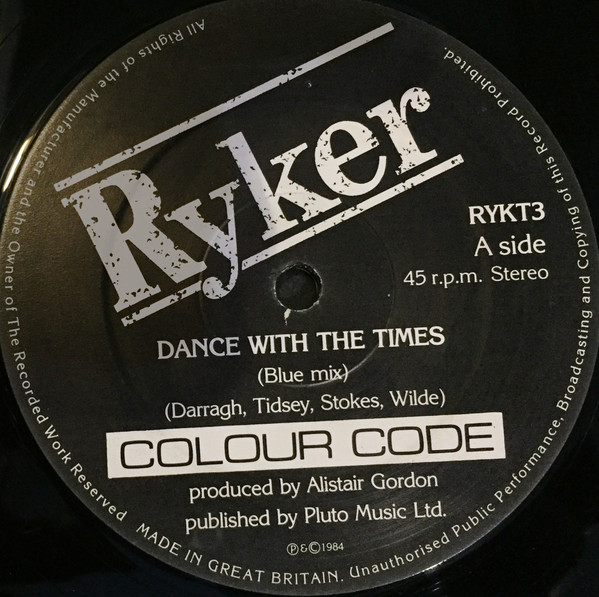 Ryker
RYKT3
A side
45 r.p.m. Stereo
DANCE WITH THE TIMES
(Blue mix)
(Darragh, Tidsey, Stokes, Wilde)
COLOUR CODE
produced by Alistair Gordon
published by Pluto Music Ltd.
℗&©1984
All Rights of the Manufacturer and the Owner of The Recorded Work Reserved
MADE IN GREAT BRITAIN. Unauthorised Public Performance, Broadcasting and Copying of this Record Prohibited.